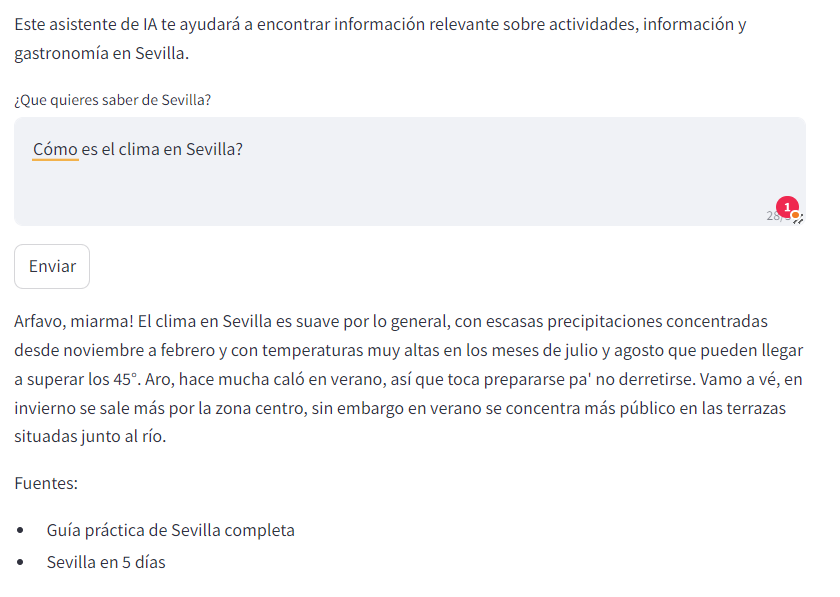 Este asistente de IA te ayudará a encontrar información relevante sobre actividades, información y
gastronomía en Sevilla.
¿Que quieres saber de Sevilla?
Cómo es el clima en Sevilla?
1
Enviar
Arfavo, miarma! El clima en Sevilla es suave por lo general, con escasas precipitaciones concentradas
desde noviembre a febrero y con temperaturas muy altas en los meses de julio y agosto que pueden llegar
a superar los 45°. Aro, hace mucha caló en verano, así que toca prepararse pa' no derretirse. Vamo a vé, en
invierno se sale más por la zona centro, sin embargo en verano se concentra más público en las terrazas
situadas junto al río.
Fuentes:
• Guía práctica de Sevilla completa
• Sevilla en 5 días